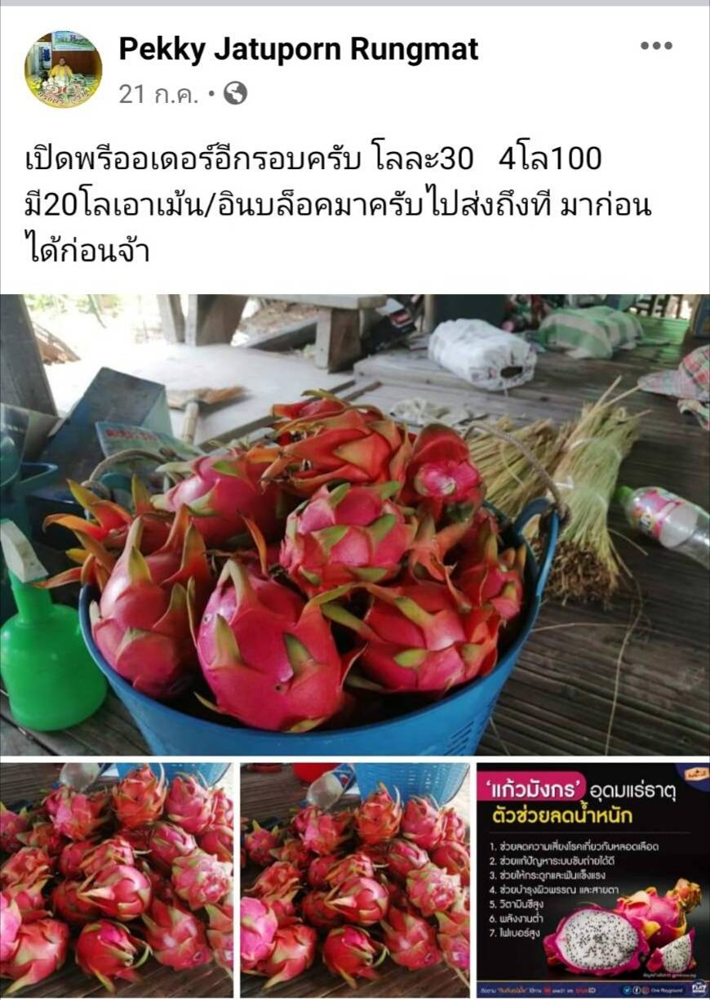 Pekky Jatuporn Rungmat
21 ก.ค.
เปิดพรีออเดอร์อีกรอบครับ โลละ30 4โล100
มี20โลเอาเม้น/อินบล็อคมาครับไปส่งถึงที มาก่อน
ได้ก่อนจ้า
'แก้วมังกร' อุดมแร่ธาตุ
ตัวช่วยลดน้ำหนัก
1. ช่วยลดความเสี่ยงโรคเกี่ยวกับหลอดเลือด
2. ช่วยแก้ปัญหาระบบขับถ่ายได้ดี
3. ช่วยให้กระดูกและฟันแข็งแรง
4. ช่วยบำรุงผิวพรรณ และสายตา
5. วิตามินซีสูง
6. พลังงานต่ำ
7. ไฟเบอร์สูง
One Playground